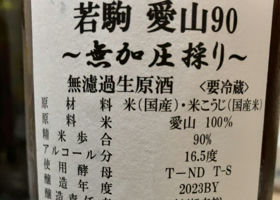 若駒 愛山90
～無加圧採り～
無濾過生原酒 〈要冷蔵〉
原材料 米(国産)・米こうじ(国産米)
原料米 愛山 100%
精米歩合 90%
アルコール分 16.5度
使用酵母 T－ND T-S
醸造年度 2023BY